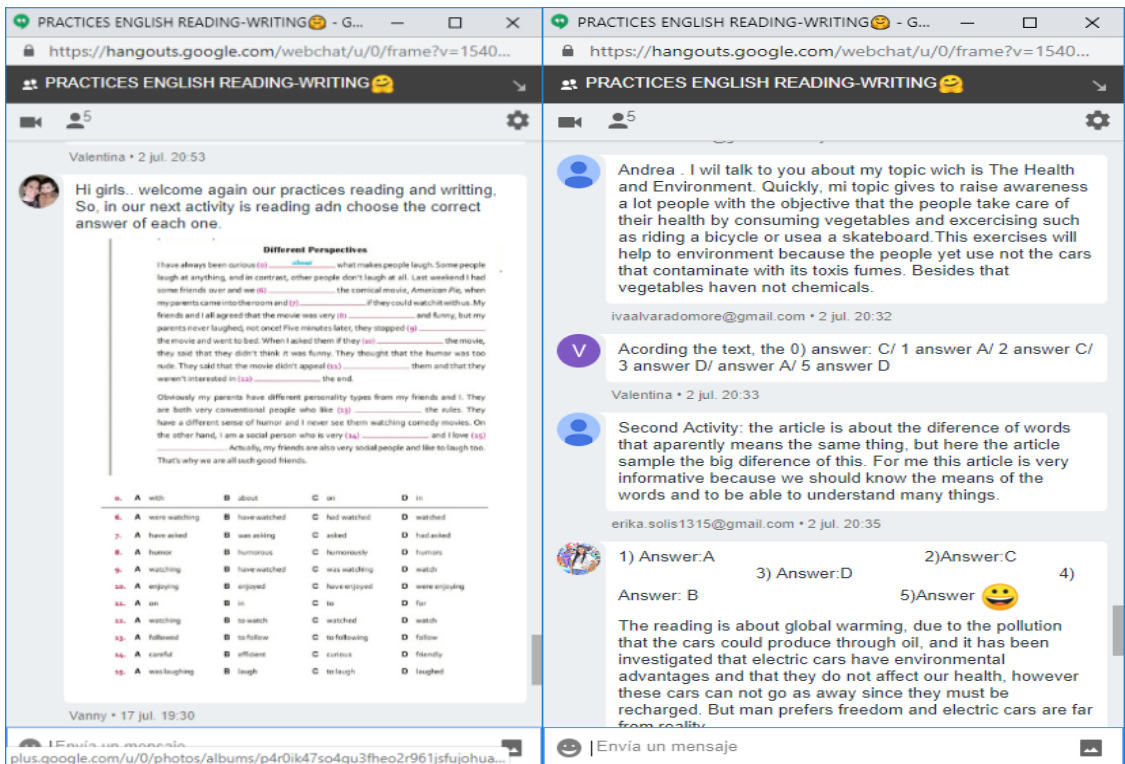 PRACTICES ENGLISH READING-WRITING🤗 - G...
https://hangouts.google.com/webchat/u/0/frame?v=1540...
PRACTICES ENGLISH READING-WRITING🤗
5
Valentina • 2 jul. 20:53
Hi girls.. welcome again our practices reading and writting,
So, in our next activity is reading adn choose the correct
answer of each one.
Different Perspectives
I have always been curious (0) about what makes people laugh. Some people
laugh at anything, and in contrast, other people don't laugh at all. Last weekend I had
some friends over and we (6) the comical movie, American Pie, when
my parents came into the room and (7) if they could watch it with us. My
friends and I all agreed that the movie was very (8) and funny, but my
parents never laughed, not once! Five minutes later, they stopped (9)
the movie and went to bed. When I asked them if they (10) the movie,
they said that they didn't think it was funny. They thought that the humor was too
rude. They said that the movie didn't appeal (11) them and that they
weren't interested in (12) the end.
Obviously my parents have different personality types from my friends and I. They
are both very conventional people who like (13) the rules. They
have a different sense of humor and I never see them watching comedy movies. On
the other hand, I am a social person who is very (14) and I love (15)
. Actually, my friends are also very social people and like to laugh too.
That's why we are all such good friends.
0. A with B about C on D in
6. A were watching B have watched C had watched D watched
7. A have asked B was asking C asked D had asked
8. A humor B humorous C humorously D humors
9. A watching B have watched C was watching D watch
10. A enjoying B enjoyed C have enjoyed D were enjoying
11. A on B in C to D for
12. A watching B to watch C watched D watch
13. A followed B to follow C to following D follow
14. A careful B efficient C curious D friendly
15. A was laughing B laugh C to laugh D laughed
Vanny • 17 jul. 19:30
Envía un mensaje
plus.google.com/u/0/photos/albums/p4r0ik47so4qu3fheo2r961jsfujohua...
PRACTICES ENGLISH READING-WRITING🤗 - G...
https://hangouts.google.com/webchat/u/0/frame?v=1540...
PRACTICES ENGLISH READING-WRITING🤗
5
Andrea . I wil talk to you about my topic wich is The Health
and Environment. Quickly, mi topic gives to raise awareness
a lot people with the objective that the people take care of
their health by consuming vegetables and excercising such
as riding a bicycle or usea a skateboard.This exercises will
help to environment because the people yet use not the cars
that contaminate with its toxis fumes. Besides that
vegetables haven not chemicals.
ivaalvaradomore@gmail.com • 2 jul. 20:32
V
Acording the text, the 0) answer: C/ 1 answer A/ 2 answer C/
3 answer D/ answer A/ 5 answer D
Valentina • 2 jul. 20:33
Second Activity: the article is about the diference of words
that aparently means the same thing, but here the article
sample the big diference of this. For me this article is very
informative because we should know the means of the
words and to be able to understand many things.
erika.solis1315@gmail.com • 2 jul. 20:35
1) Answer:A 2)Answer:C
3) Answer:D 4)
Answer: B 5)Answer 😀
The reading is about global warming, due to the pollution
that the cars could produce through oil, and it has been
investigated that electric cars have environmental
advantages and that they do not affect our health, however
these cars can not go as away since they must be
recharged. But man prefers freedom and electric cars are far
from reality
Envía un mensaje